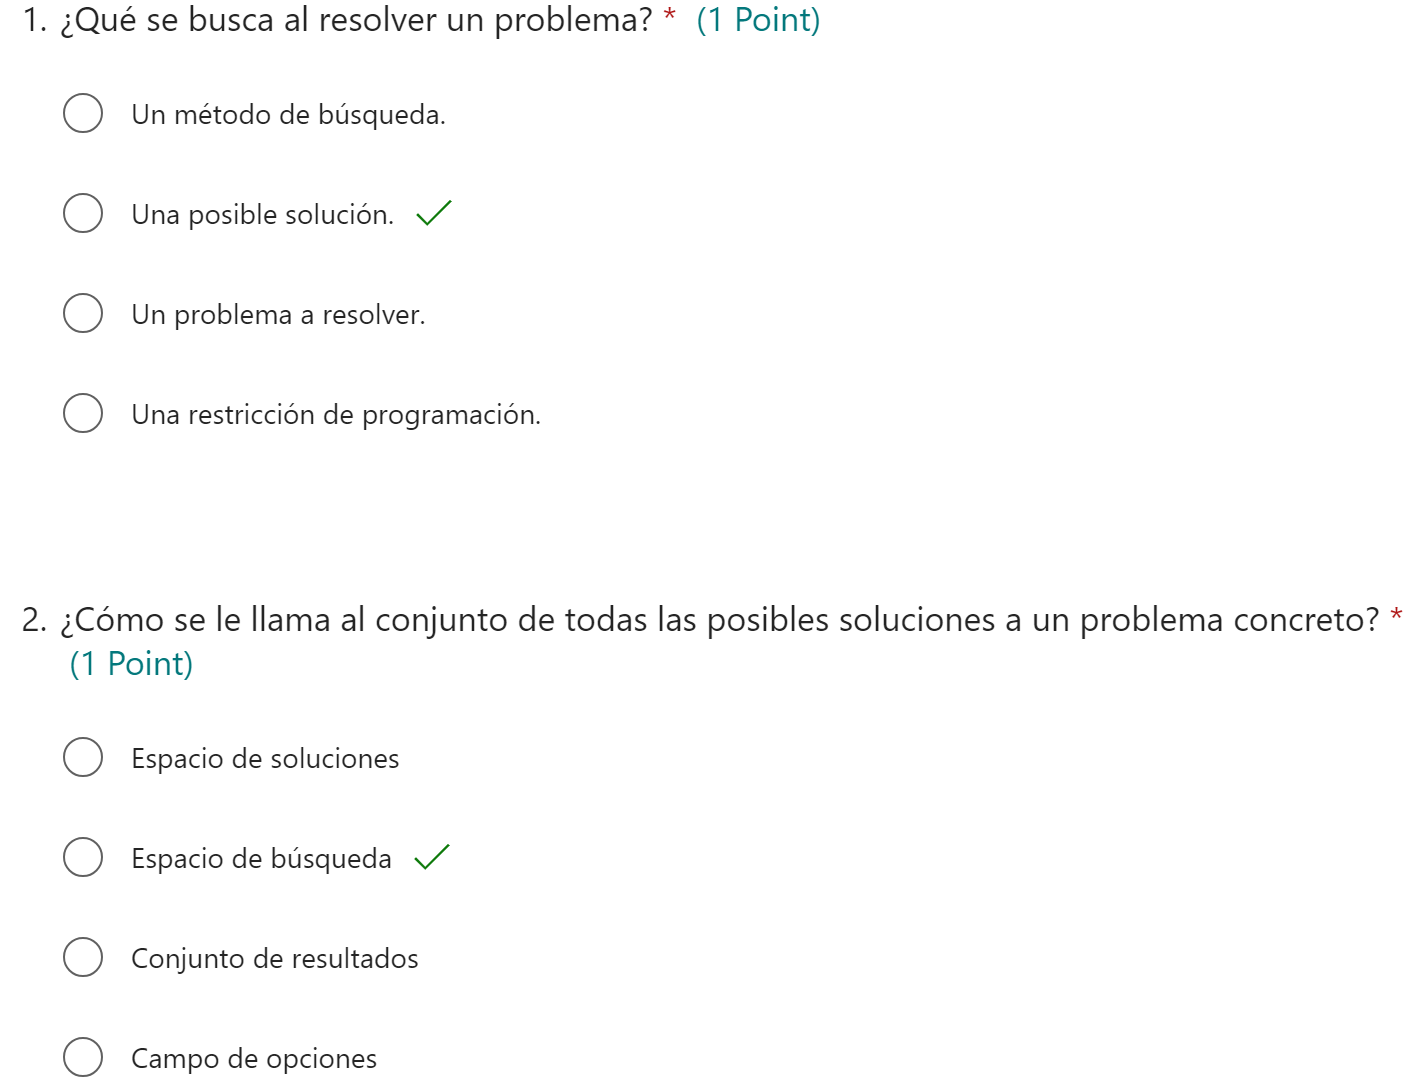 1. ¿Qué se busca al resolver un problema? * (1 Point)
Un método de búsqueda.
Una posible solución.
Un problema a resolver.
Una restricción de programación.
2. ¿Cómo se le llama al conjunto de todas las posibles soluciones a un problema concreto? *
(1 Point)
Espacio de soluciones
Espacio de búsqueda
Conjunto de resultados
Campo de opciones